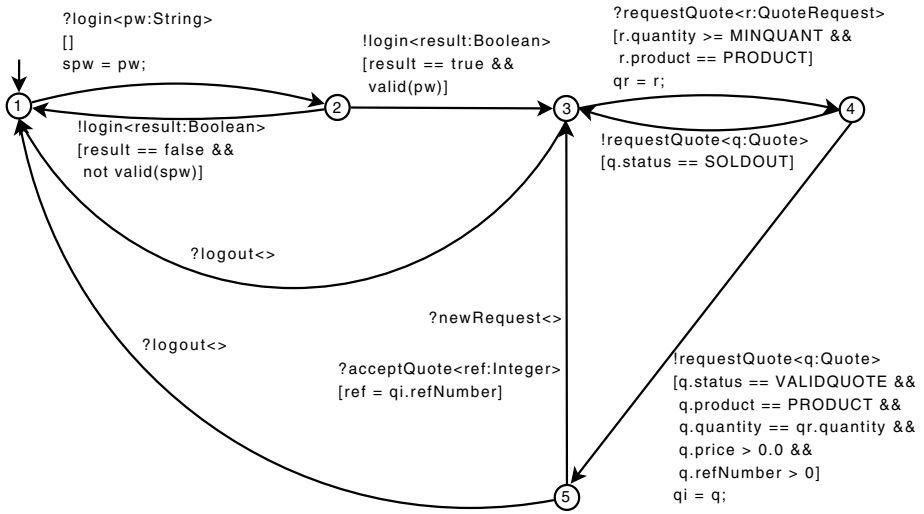 ?login<pw:String>
[]
spw = pw;
!login<result:Boolean>
[result == true &&
valid(pw)]
?requestQuote<r:QuoteRequest>
[r.quantity >= MINQUANT &&
r.product == PRODUCT]
qr = r;
1
2
3
4
!login<result:Boolean>
[result == false &&
not valid(spw)]
!requestQuote<q:Quote>
[q.status == SOLDOUT]
?logout<>
?newRequest<>
?logout<>
?acceptQuote<ref:Integer>
[ref = qi.refNumber]
!requestQuote<q:Quote>
[q.status == VALIDQUOTE &&
q.product == PRODUCT &&
q.quantity == qr.quantity &&
q.price > 0.0 &&
q.refNumber > 0]
qi = q;
5